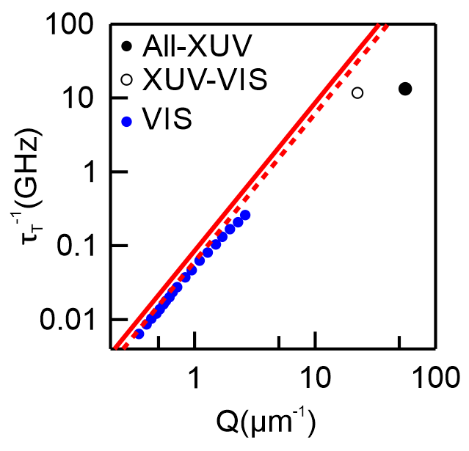 100
All-XUV
XUV-VIS
10
VIS
1
0.1
0.01
τ_T^-1(GHz)
1 10 100
Q(μm^-1)